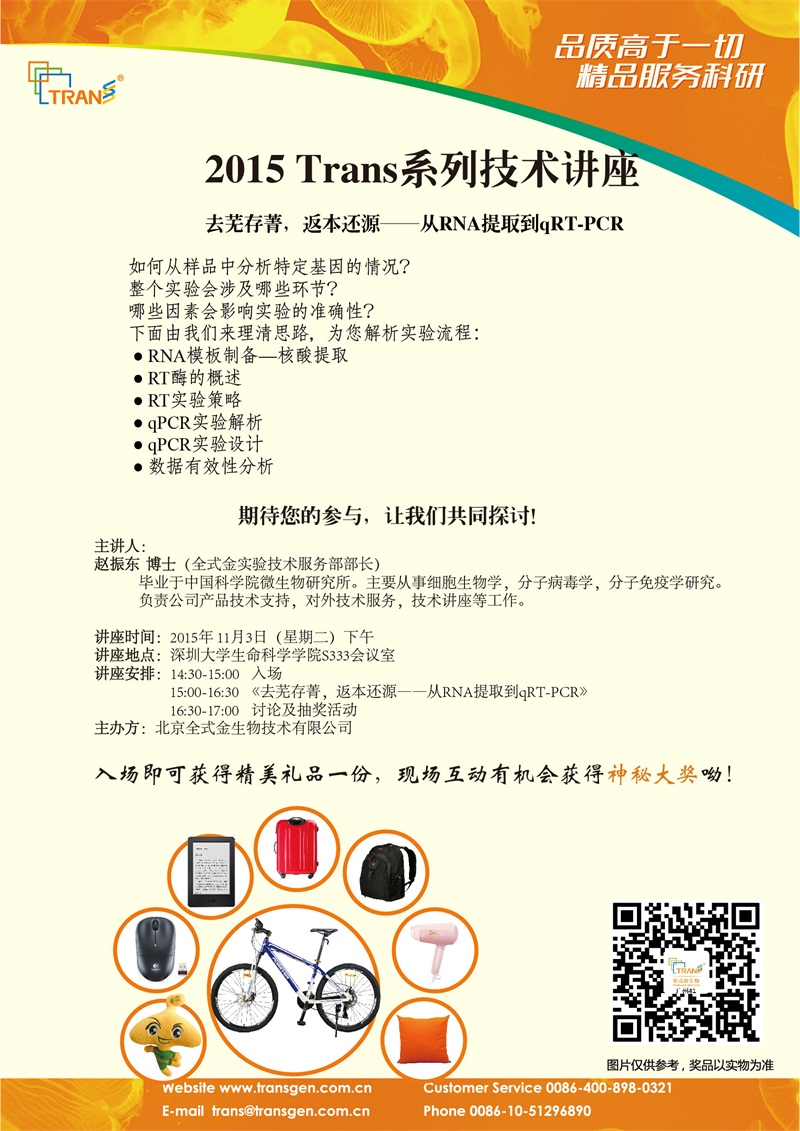 品质高于一切
精品服务科研
TRANS®
2015 Trans系列技术讲座
去芜存菁，返本还源——从RNA提取到qRT-PCR
如何从样品中分析特定基因的情况？
整个实验会涉及哪些环节？
哪些因素会影响实验的准确性？
下面由我们来理清思路，为您解析实验流程：
● RNA模板制备—核酸提取
● RT酶的概述
● RT实验策略
● qPCR实验解析
● qPCR实验设计
● 数据有效性分析
期待您的参与，让我们共同探讨！
主讲人：
赵振东 博士（全式金实验技术服务部部长）
毕业于中国科学院微生物研究所。主要从事细胞生物学，分子病毒学，分子免疫学研究。
负责公司产品技术支持，对外技术服务，技术讲座等工作。
讲座时间：2015年 11月3日（星期二）下午
讲座地点：深圳大学生命科学学院S333会议室
讲座安排：14:30-15:00 入场
15:00-16:30 《去芜存菁，返本还源——从RNA提取到qRT-PCR》
16:30-17:00 讨论及抽奖活动
主办方：北京全式金生物技术有限公司
入场即可获得精美礼品一份，现场互动有机会获得神秘大奖呦！
TRANS
全式金生物
广州41
图片仅供参考，奖品以实物为准
Website www.transgen.com.cn Customer Service 0086-400-898-0321
E-mail trans@transgen.com.cn Phone 0086-10-51296890